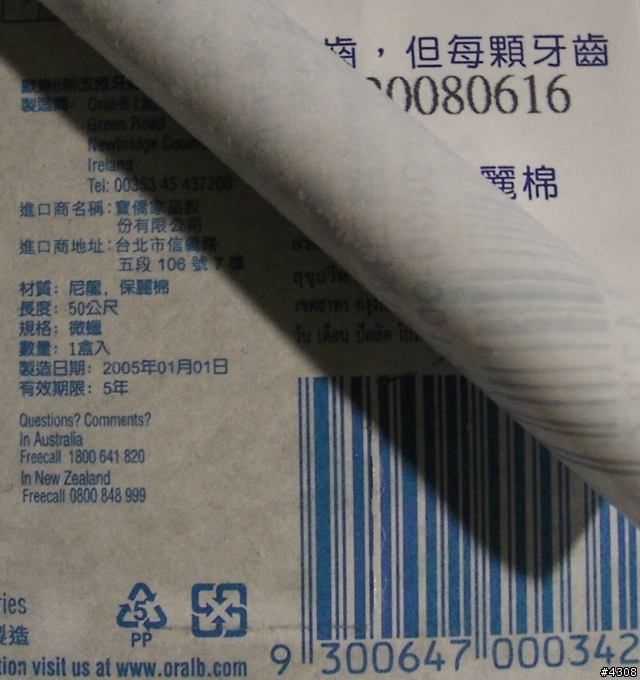 齒，但每顆牙齒
0080616
麗棉
製造商: Oral-B
Green Road
Newbridge
Ireland
Tel: 00353 45 437200
進口商名稱：寶僑家品股
份有限公司
進口商地址：台北市信義路
五段 106 號 7 樓
材質：尼龍，保麗棉
長度：50公尺
規格：微蠟
數量：1盒入
製造日期：2005年01月01日
有效期限：5年
Questions? Comments?
In Australia
Freecall 1800 641 820
In New Zealand
Freecall 0800 848 999
5
PP
製造
visit us at www.oralb.com
9 300647 000342
#4308